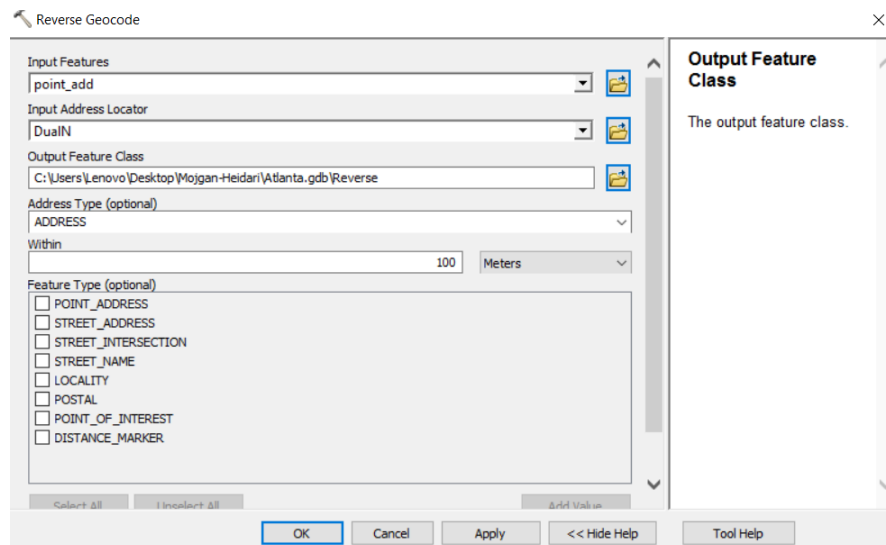 Reverse Geocode
Input Features
point_add
Input Address Locator
DualN
Output Feature Class
C:\Users\Lenovo\Desktop\Mojgan-Heidari\Atlanta.gdb\Reverse
Address Type (optional)
ADDRESS
Within
100 Meters
Feature Type (optional)
POINT_ADDRESS
STREET_ADDRESS
STREET_INTERSECTION
STREET_NAME
LOCALITY
POSTAL
POINT_OF_INTEREST
DISTANCE_MARKER
Select All Unselect All Add Value
OK Cancel Apply << Hide Help Tool Help
Output Feature
Class
The output feature class.